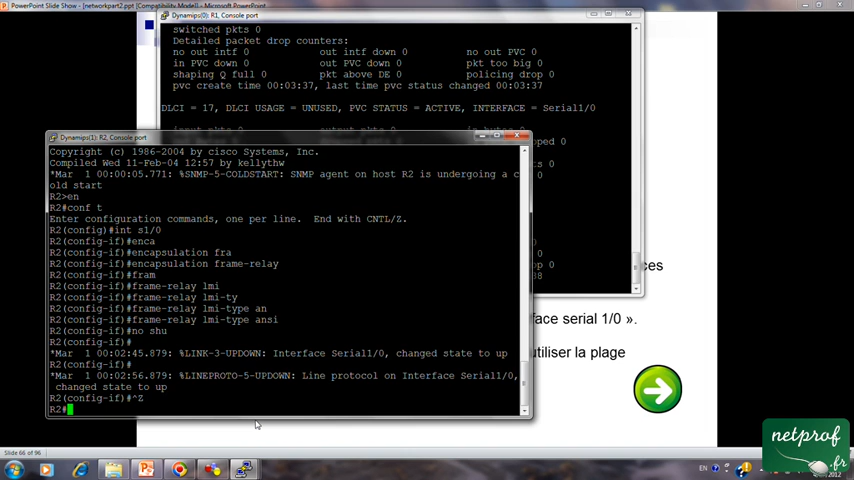 PowerPoint Slide Show - [networkpart2.ppt [Compatibility Mode] - Microsoft PowerPoint
Dynamips(0): R1, Console port
switched pkts 0
Detailed packet drop counters:
no out intf 0 out intf down 0 no out PVC 0
in PVC down 0 out PVC down 0 pkt too big 0
shaping Q full 0 pkt above DE 0 policing drop 0
pvc create time 00:03:37, last time pvc status changed 00:03:37
DLCI = 17, DLCI USAGE = UNUSED, PVC STATUS = ACTIVE, INTERFACE = Serial1/0
Dynamips(1): R2, Console port
Copyright (c) 1986-2004 by cisco Systems, Inc.
Compiled Wed 11-Feb-04 12:57 by kellythw
*Mar 1 00:00:05.771: %SNMP-5-COLDSTART: SNMP agent on host R2 is undergoing a c
old start
R2>en
R2#conf t
Enter configuration commands, one per line. End with CNTL/Z.
R2(config)#int s1/0
R2(config-if)#enca
R2(config-if)#encapsulation fra
R2(config-if)#encapsulation frame-relay
R2(config-if)#fram
R2(config-if)#frame-relay lmi
R2(config-if)#frame-relay lmi-ty
R2(config-if)#frame-relay lmi-type an
R2(config-if)#frame-relay lmi-type ansi
R2(config-if)#no shu
R2(config-if)#
*Mar 1 00:02:45.879: %LINK-3-UPDOWN: Interface Serial1/0, changed state to up
R2(config-if)#
*Mar 1 00:02:56.879: %LINEPROTO-5-UPDOWN: Line protocol on Interface Serial1/0,
changed state to up
R2(config-if)#^Z
R2#
opped 0
ts 0
0
op 0
38
ces
face serial 1/0 ».
utiliser la plage
netprof
.fr
Slide 66 of 96
EN
2012